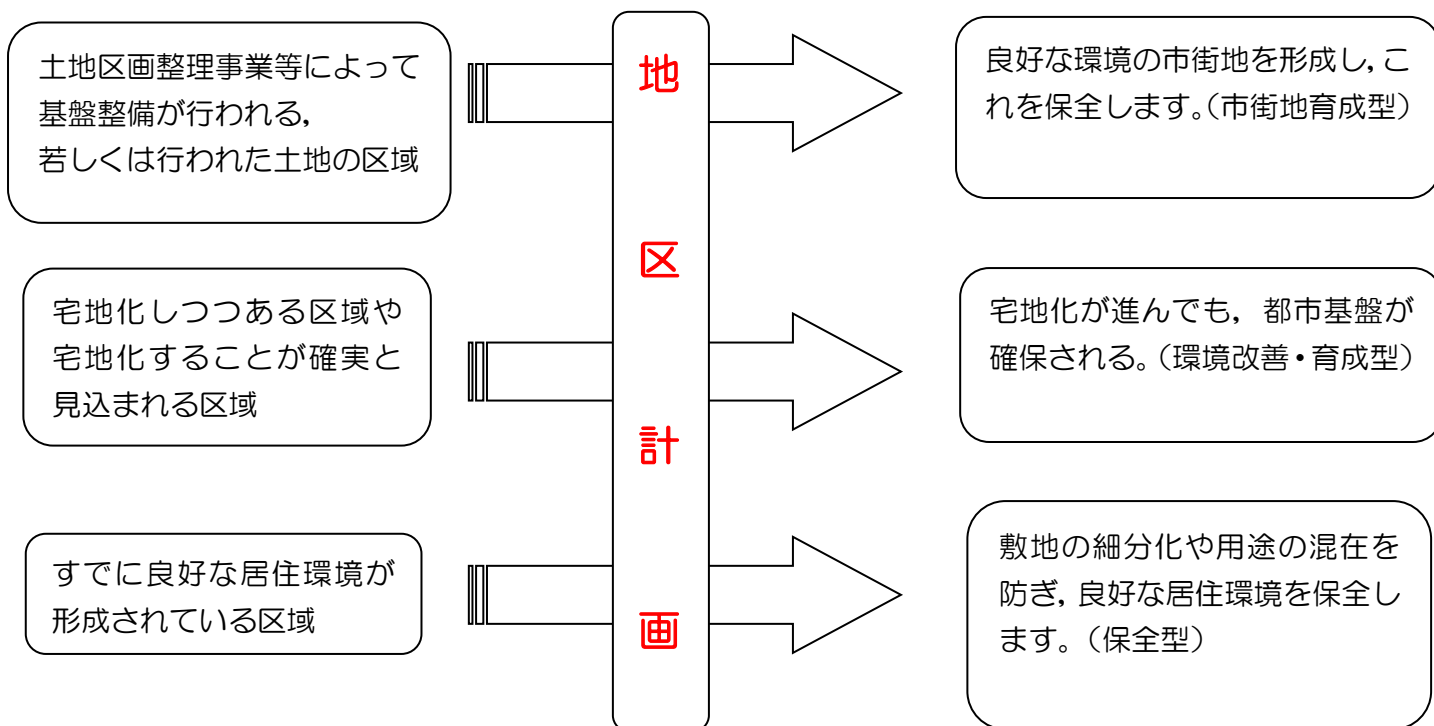 土地区画整理事業等によって
基盤整備が行われる,
若しくは行われた土地の区域
宅地化しつつある区域や
宅地化することが確実と
見込まれる区域
すでに良好な居住環境が
形成されている区域
地
区
計
画
良好な環境の市街地を形成し,こ
れを保全します。(市街地育成型)
宅地化が進んでも, 都市基盤が
確保される。(環境改善・育成型)
敷地の細分化や用途の混在を
防ぎ, 良好な居住環境を保全し
ます。(保全型)